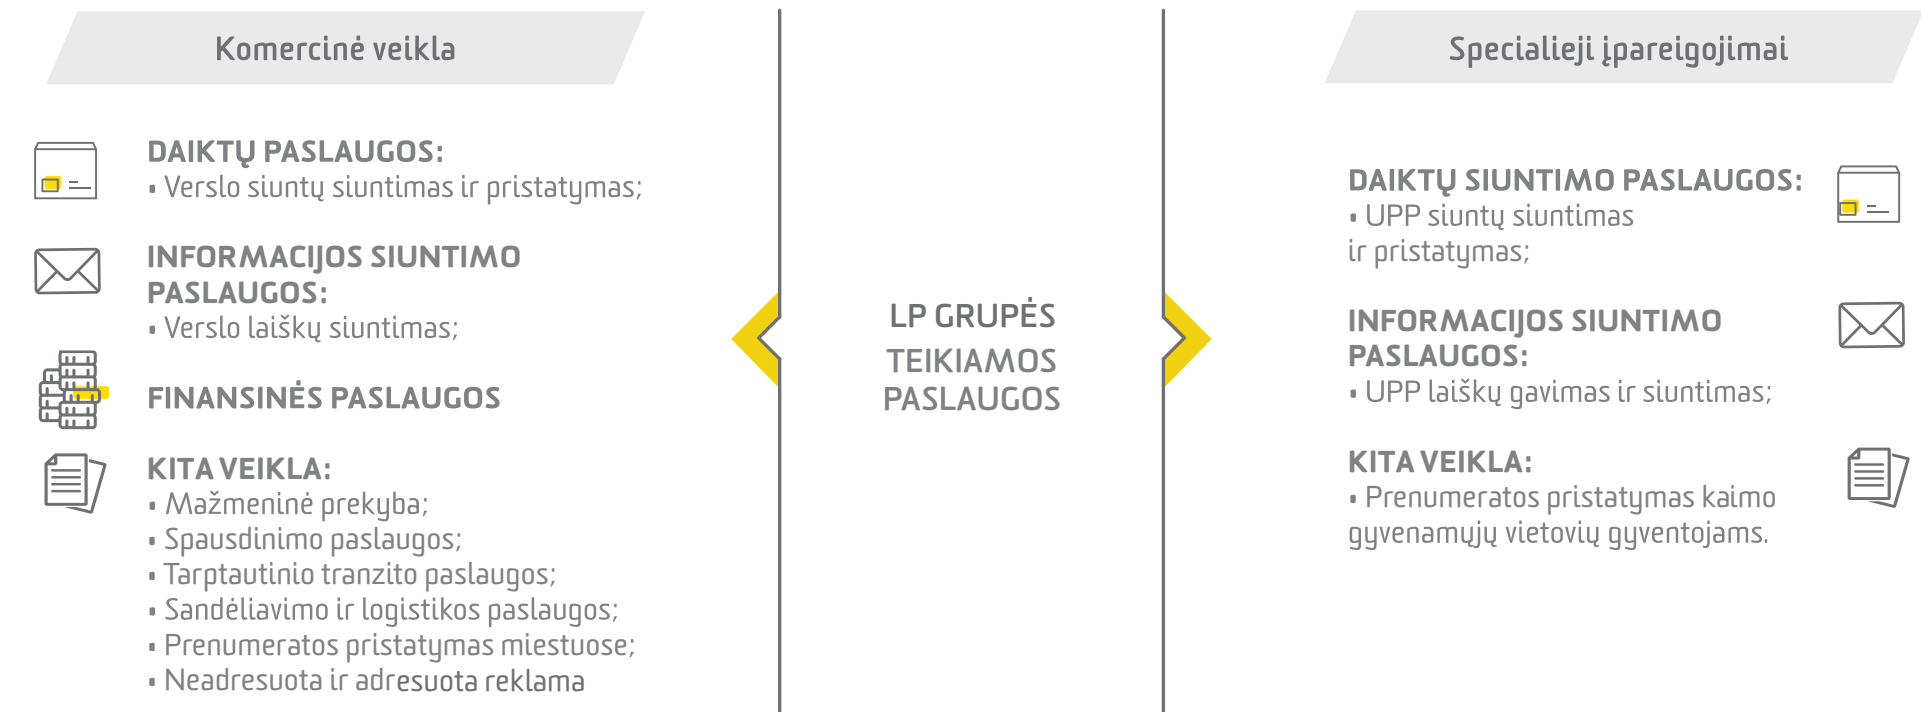 Komercinė veikla
DAIKTŲ PASLAUGOS:
▪ Verslo siuntų siuntimas ir pristatymas;
INFORMACIJOS SIUNTIMO
PASLAUGOS:
▪ Verslo laiškų siuntimas;
FINANSINĖS PASLAUGOS
KITA VEIKLA:
▪ Mažmeninė prekyba;
▪ Spausdinimo paslaugos;
▪ Tarptautinio tranzito paslaugos;
▪ Sandėliavimo ir logistikos paslaugos;
▪ Prenumeratos pristatymas miestuose;
▪ Neadresuota ir adresuota reklama
LP GRUPĖS
TEIKIAMOS
PASLAUGOS
Specialieji įpareigojimai
DAIKTŲ SIUNTIMO PASLAUGOS:
▪ UPP siuntų siuntimas
ir pristatymas;
INFORMACIJOS SIUNTIMO
PASLAUGOS:
▪ UPP laiškų gavimas ir siuntimas;
KITA VEIKLA:
▪ Prenumeratos pristatymas kaimo
gyvenamųjų vietovių gyventojams.